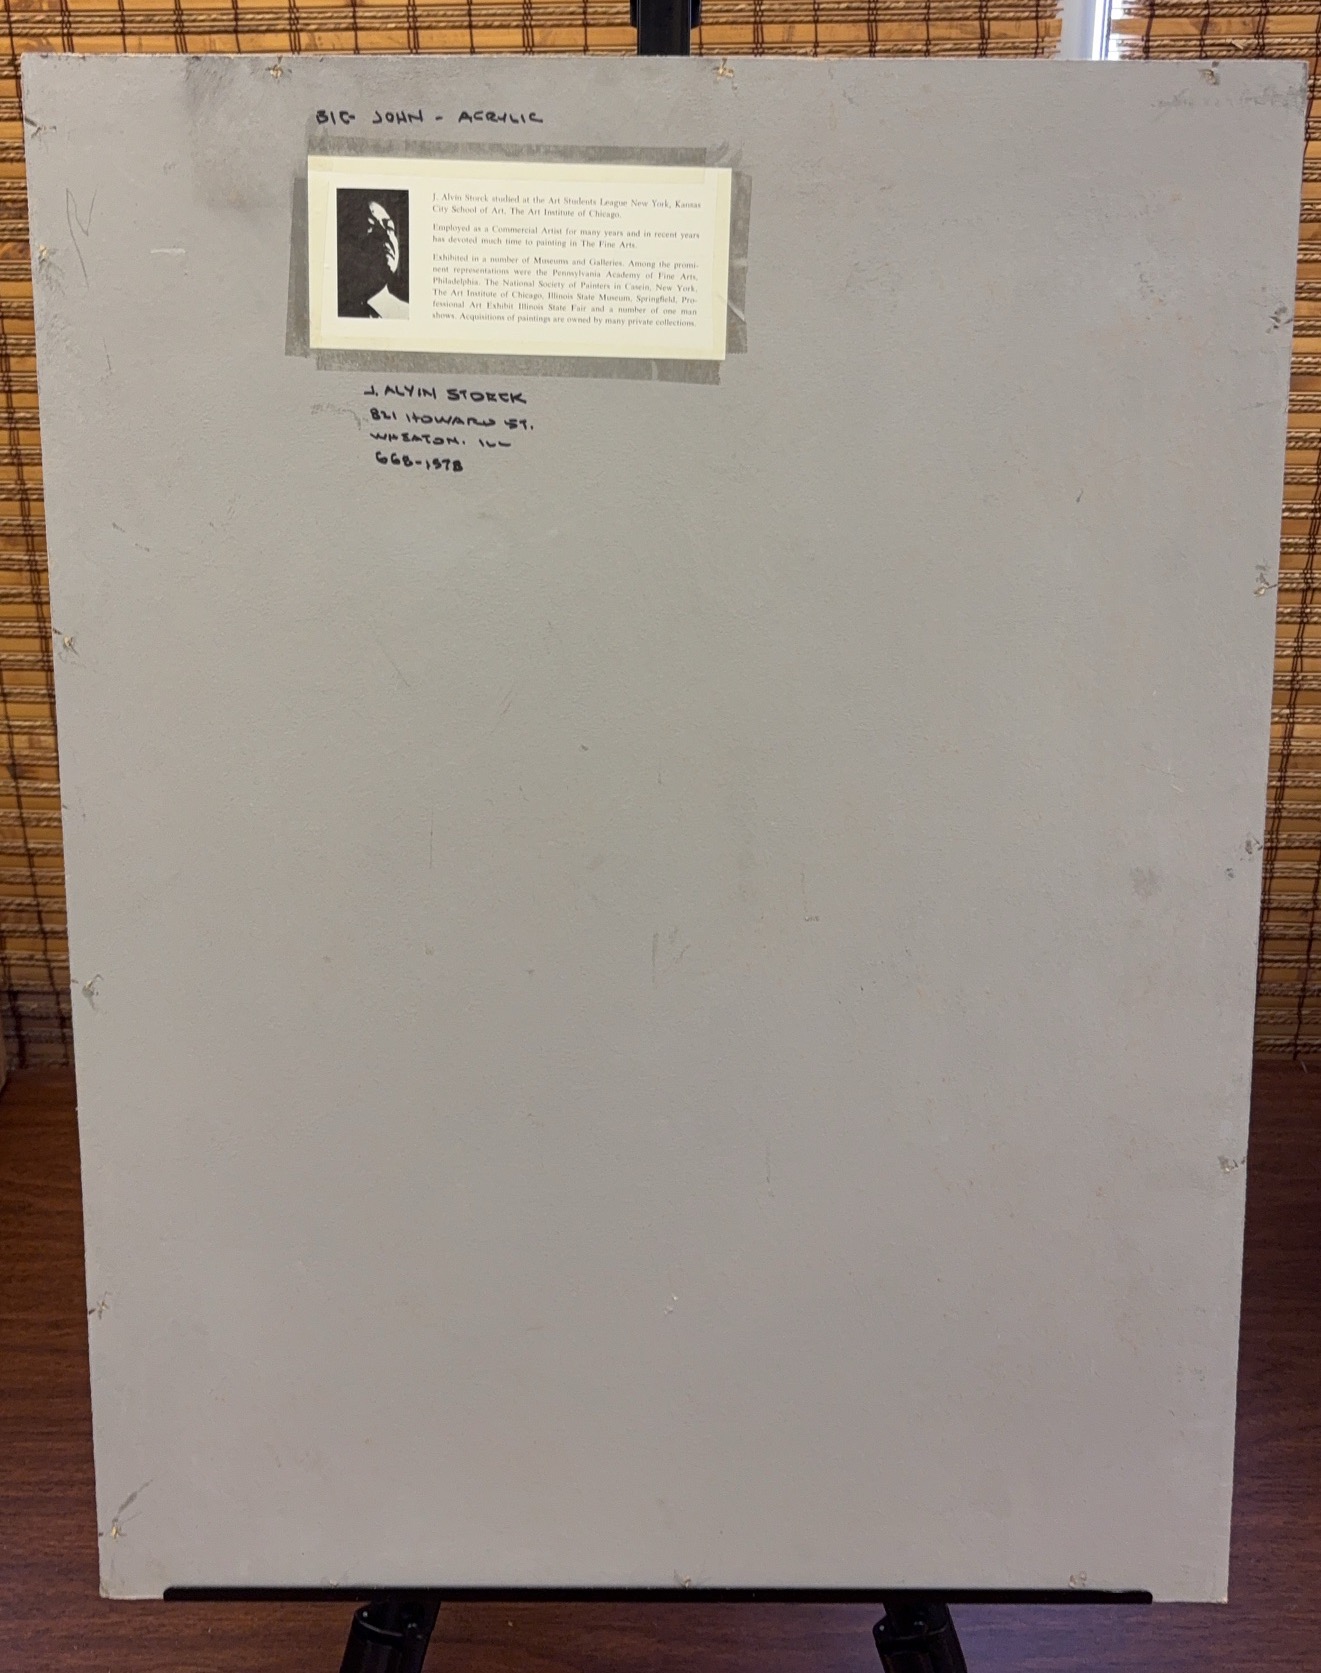 BIG JOHN - ACRYLIC
J. Alvin Storck studied at the Art Students League New York, Kansas
City School of Art, The Art Institute of Chicago.
Employed as a Commercial Artist for many years and in recent years
has devoted much time to painting in The Fine Arts.
Exhibited in a number of Museums and Galleries. Among the promi-
nent representations were the Pennsylvania Academy of Fine Arts,
Philadelphia, The National Society of Painters in Casein, New York,
The Art Institute of Chicago, Illinois State Museum, Springfield, Pro-
fessional Art Exhibit Illinois State Fair and a number of one man
shows. Acquisitions of paintings are owned by many private collections.
J. ALVIN STORCK
821 HOWARD ST.
WHEATON. ILL
668-1578